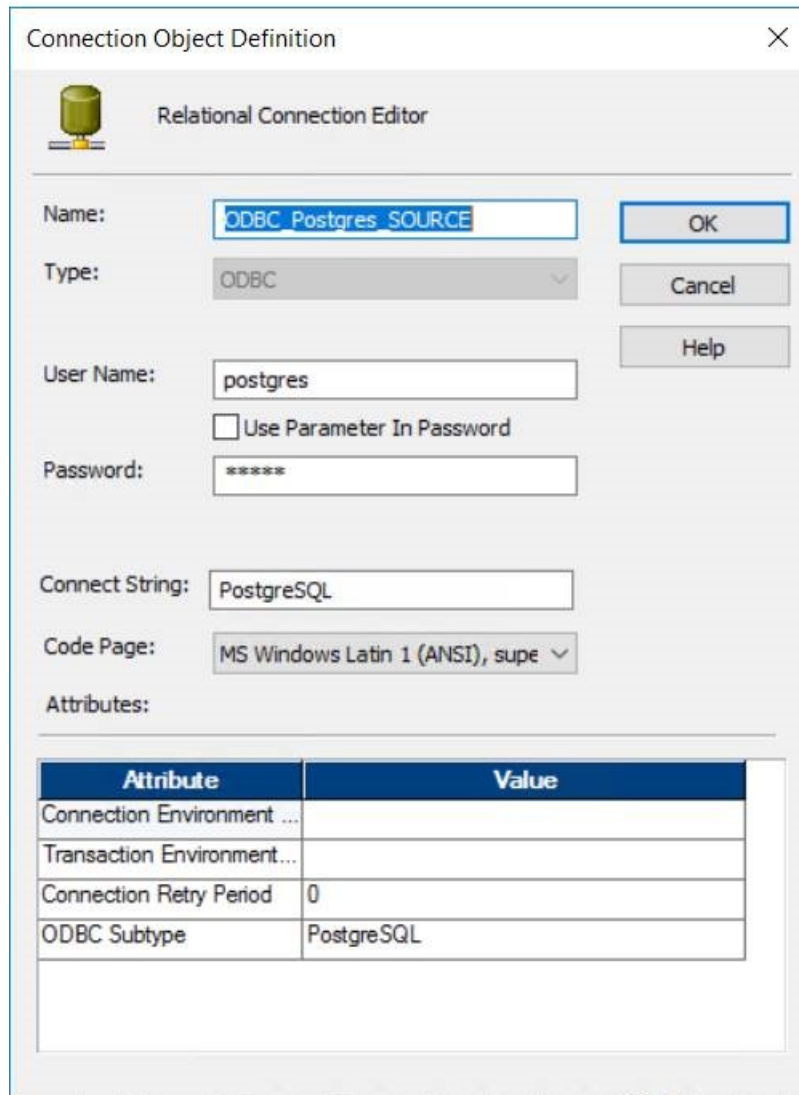 Connection Object Definition
Relational Connection Editor
Name: ODBC_Postgres_SOURCE OK
Type: ODBC Cancel
Help
User Name: postgres
Use Parameter In Password
Password: *****
Connect String: PostgreSQL
Code Page: MS Windows Latin 1 (ANSI), supe
Attributes:
Attribute Value
Connection Environment ...
Transaction Environment...
Connection Retry Period 0
ODBC Subtype PostgreSQL